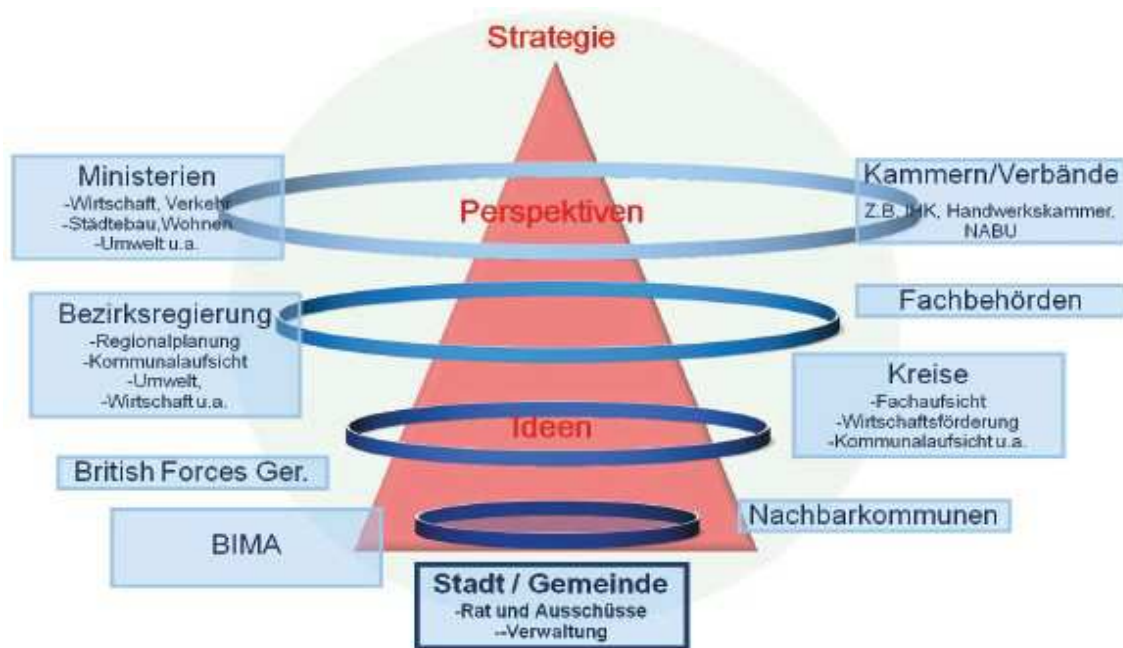 Strategie
Ministerien
-Wirtschaft, Verkehr
-Städtebau,Wohnen
-Umwelt u.a.
Perspektiven
Kammern/Verbände
Z.B. IHK, Handwerkskammer,
NABU
Bezirksregierung
-Regionalplanung
-Kommunalaufsicht
-Umwelt,
-Wirtschaft u.a.
Fachbehörden
Kreise
-Fachaufsicht
-Wirtschaftsförderung
-Kommunalaufsicht u.a.
Ideen
British Forces Ger.
Nachbarkommunen
BIMA
Stadt / Gemeinde
-Rat und Ausschüsse
--Verwaltung